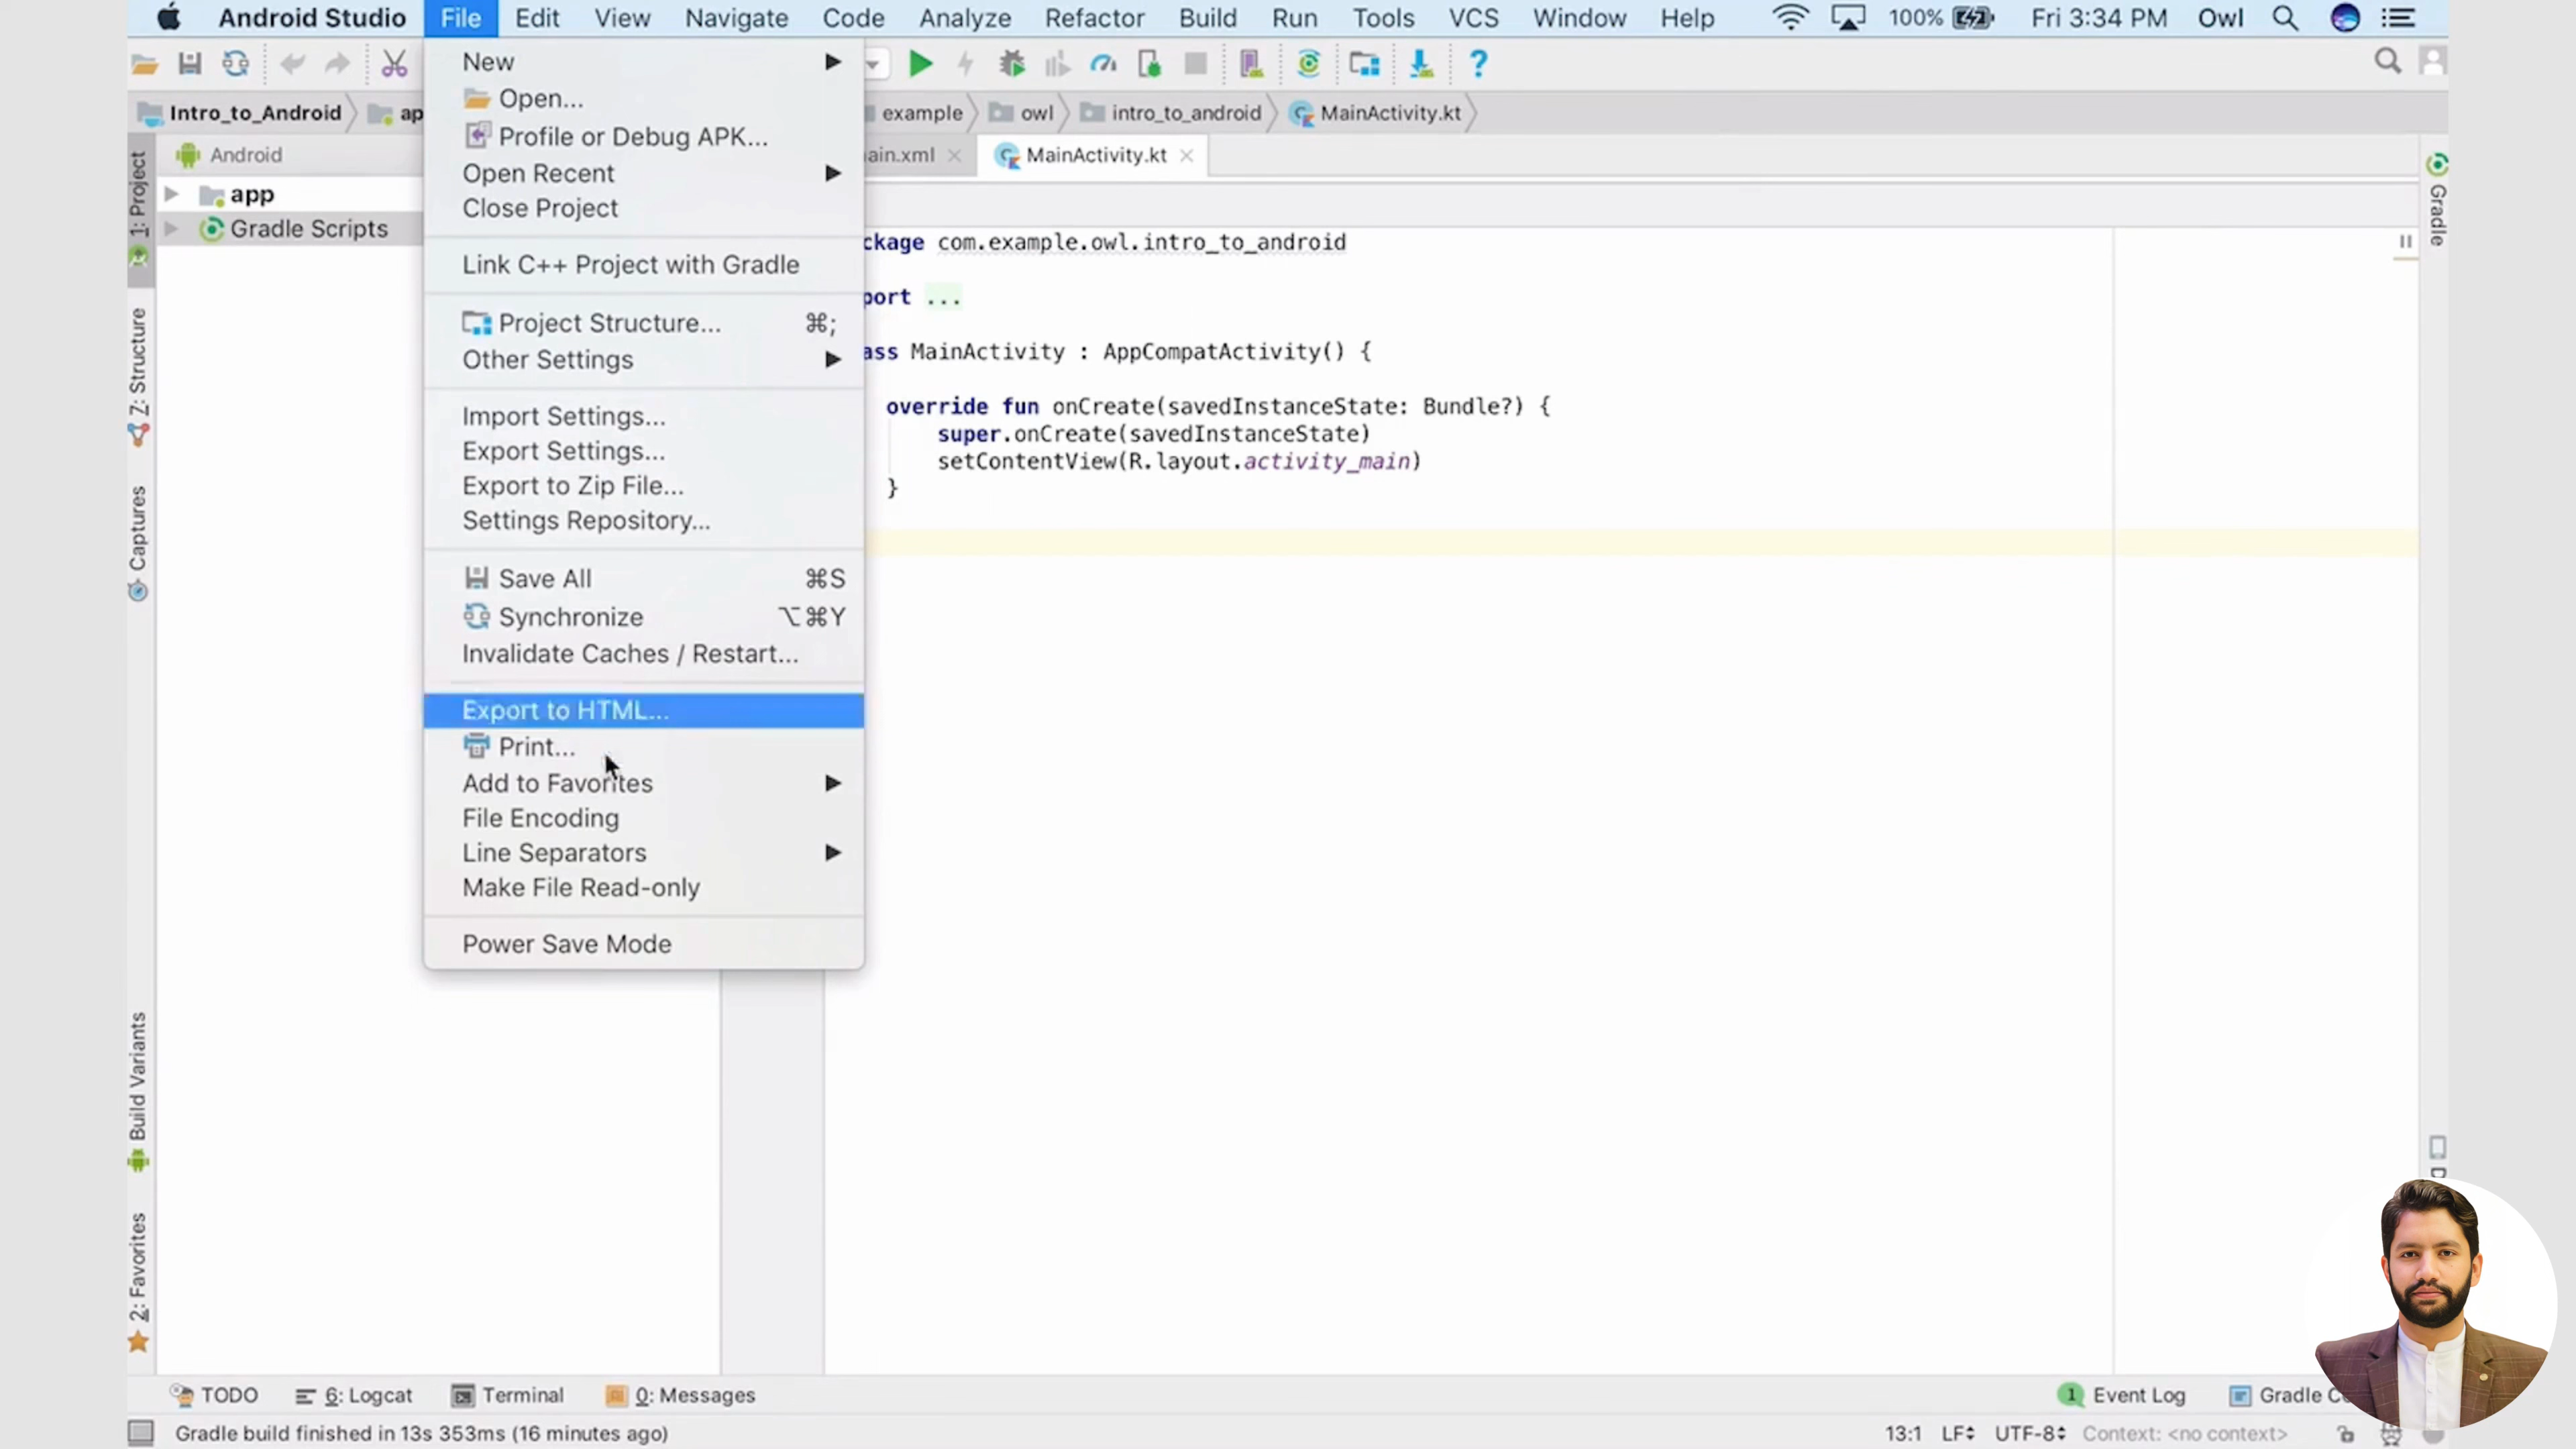 Android Studio File Edit View Navigate Code Analyze Refactor Build Run Tools VCS Window Help 100% Fri 3:34 PM Owl
Intro_to_Android
example owl intro_to_android MainActivity.kt
1: Project
Android
MainActivity.kt
app
Gradle Scripts
New
Open...
Profile or Debug APK...
Open Recent
Close Project
Link C++ Project with Gradle
Project Structure... ⌘;
Other Settings
Import Settings...
Export Settings...
Export to Zip File...
Settings Repository...
Save All ⌘S
Synchronize ⌥⌘Y
Invalidate Caches / Restart...
Export to HTML...
Print...
Add to Favorites
File Encoding
Line Separators
Make File Read-only
Power Save Mode
ckage com.example.owl.intro_to_android
port ...
ass MainActivity : AppCompatActivity() {
override fun onCreate(savedInstanceState: Bundle?) {
super.onCreate(savedInstanceState)
setContentView(R.layout.activity_main)
}
Z: Structure
Captures
Build Variants
2: Favorites
Gradle
TODO 6: Logcat Terminal 0: Messages 1 Event Log Gradle Co
Gradle build finished in 13s 353ms (16 minutes ago) 13:1 LF UTF-8 Context: <no context>